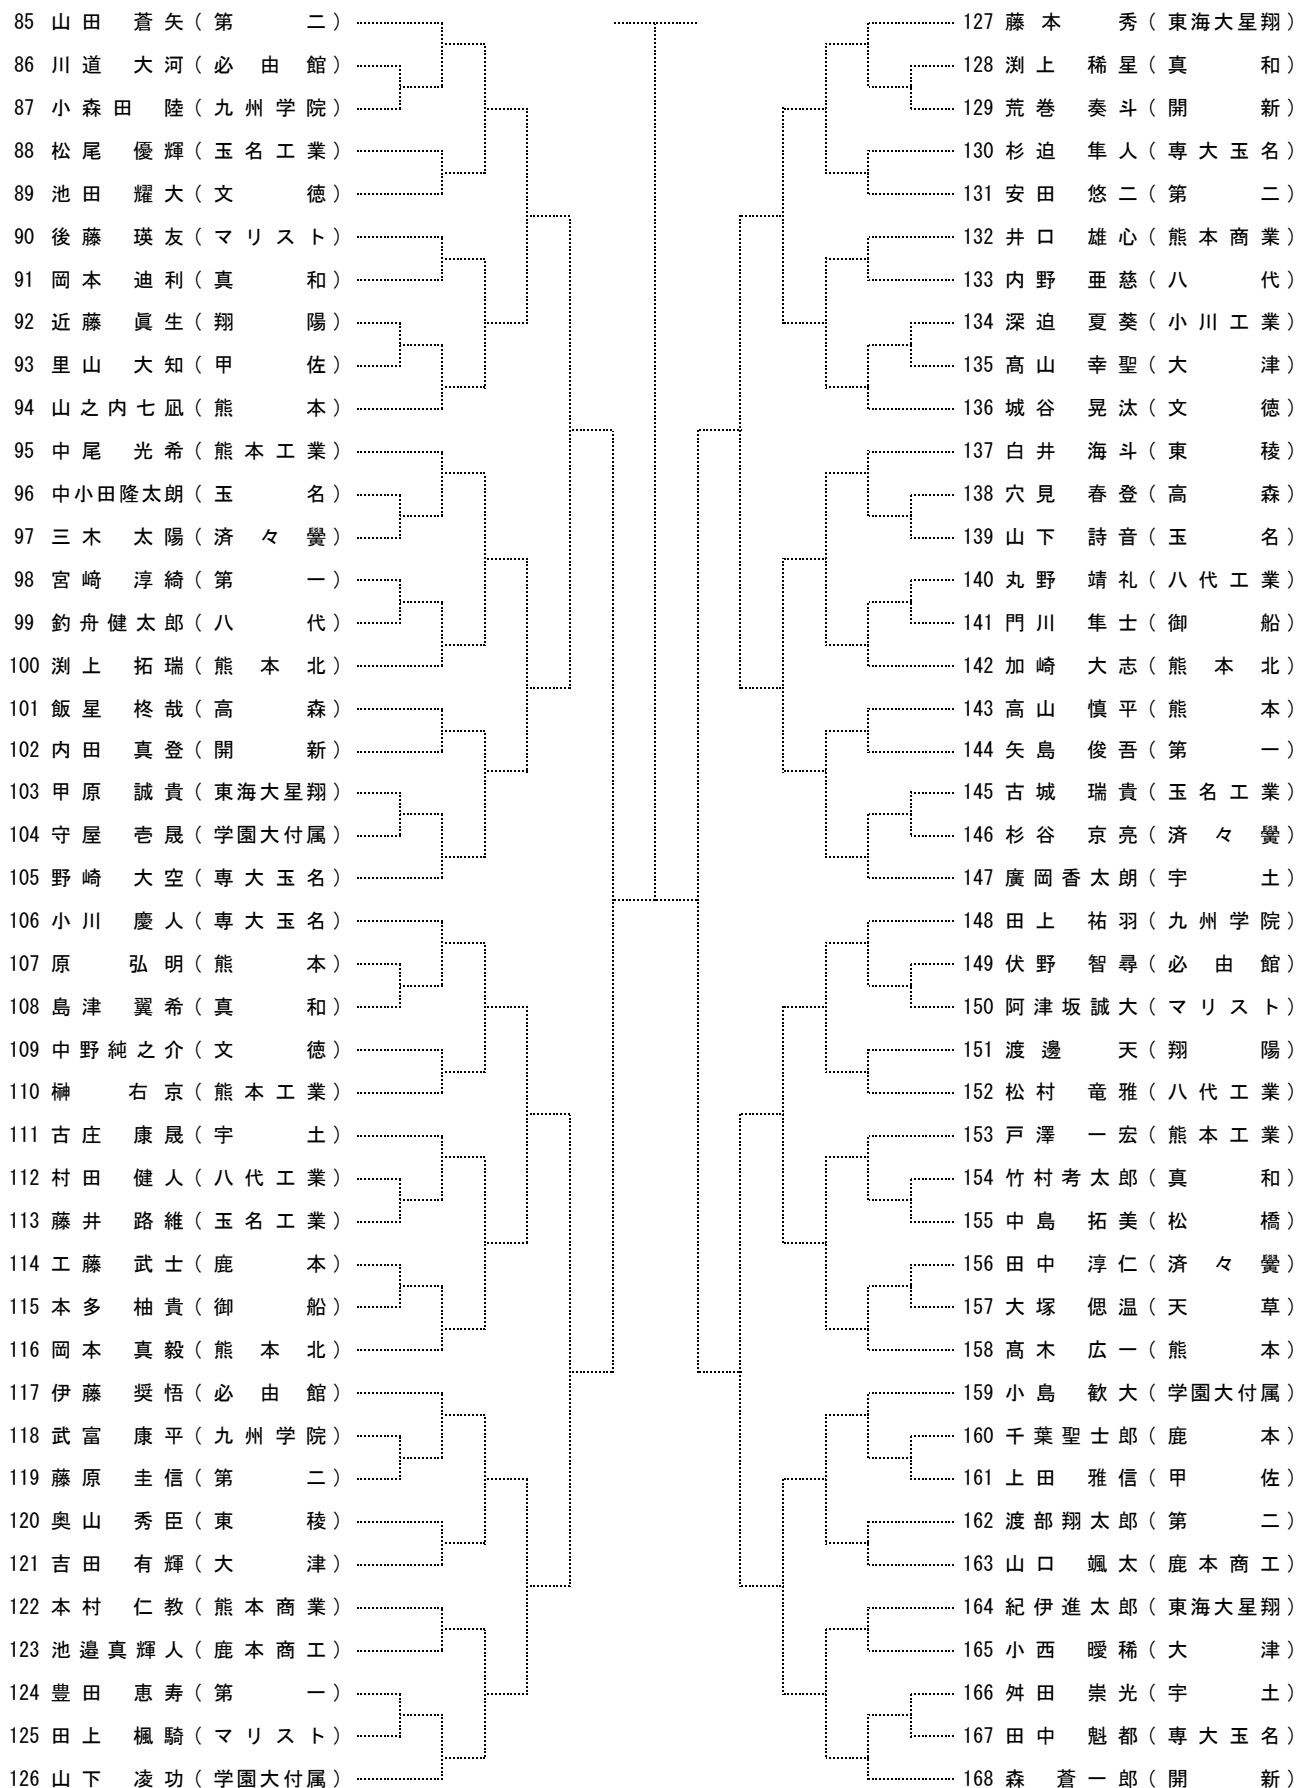 85 山田 蒼矢（第二）
86 川道 大河（必由館）
87 小森田 陸（九州学院）
88 松尾 優輝（玉名工業）
89 池田 耀大（文徳）
90 後藤 瑛友（マリスト）
91 岡本 迪利（真和）
92 近藤 眞生（翔陽）
93 里山 大知（甲佐）
94 山之内七凪（熊本）
95 中尾 光希（熊本工業）
96 中小田隆太朗（玉名）
97 三木 太陽（済々黌）
98 宮﨑 淳綺（第一）
99 釣舟健太郎（八代）
100 渕上 拓瑞（熊本北）
101 飯星 柊哉（高森）
102 内田 真登（開新）
103 甲原 誠貴（東海大星翔）
104 守屋 壱晟（学園大付属）
105 野崎 大空（専大玉名）
106 小川 慶人（専大玉名）
107 原 弘明（熊本）
108 島津 翼希（真和）
109 中野純之介（文徳）
110 榊 右京（熊本工業）
111 古庄 康晟（宇土）
112 村田 健人（八代工業）
113 藤井 路維（玉名工業）
114 工藤 武士（鹿本）
115 本多 柚貴（御船）
116 岡本 真毅（熊本北）
117 伊藤 奨悟（必由館）
118 武富 康平（九州学院）
119 藤原 圭信（第二）
120 奥山 秀臣（東稜）
121 吉田 有輝（大津）
122 本村 仁教（熊本商業）
123 池邉真輝人（鹿本商工）
124 豊田 恵寿（第一）
125 田上 楓騎（マリスト）
126 山下 凌功（学園大付属）
127 藤本 秀（東海大星翔）
128 渕上 稀星（真和）
129 荒巻 奏斗（開新）
130 杉迫 隼人（専大玉名）
131 安田 悠二（第二）
132 井口 雄心（熊本商業）
133 内野 亜慈（八代）
134 深迫 夏葵（小川工業）
135 髙山 幸聖（大津）
136 城谷 晃汰（文徳）
137 白井 海斗（東稜）
138 穴見 春登（高森）
139 山下 詩音（玉名）
140 丸野 靖礼（八代工業）
141 門川 隼士（御船）
142 加崎 大志（熊本北）
143 高山 慎平（熊本）
144 矢島 俊吾（第一）
145 古城 瑞貴（玉名工業）
146 杉谷 京亮（済々黌）
147 廣岡香太朗（宇土）
148 田上 祐羽（九州学院）
149 伏野 智尋（必由館）
150 阿津坂誠大（マリスト）
151 渡邊 天（翔陽）
152 松村 竜雅（八代工業）
153 戸澤 一宏（熊本工業）
154 竹村考太郎（真和）
155 中島 拓美（松橋）
156 田中 淳仁（済々黌）
157 大塚 偲温（天草）
158 髙木 広一（熊本）
159 小島 歓大（学園大付属）
160 千葉聖士郎（鹿本）
161 上田 雅信（甲佐）
162 渡部翔太郎（第二）
163 山口 颯太（鹿本商工）
164 紀伊進太郎（東海大星翔）
165 小西 曖稀（大津）
166 舛田 崇光（宇土）
167 田中 魁都（専大玉名）
168 森 蒼一郎（開新）